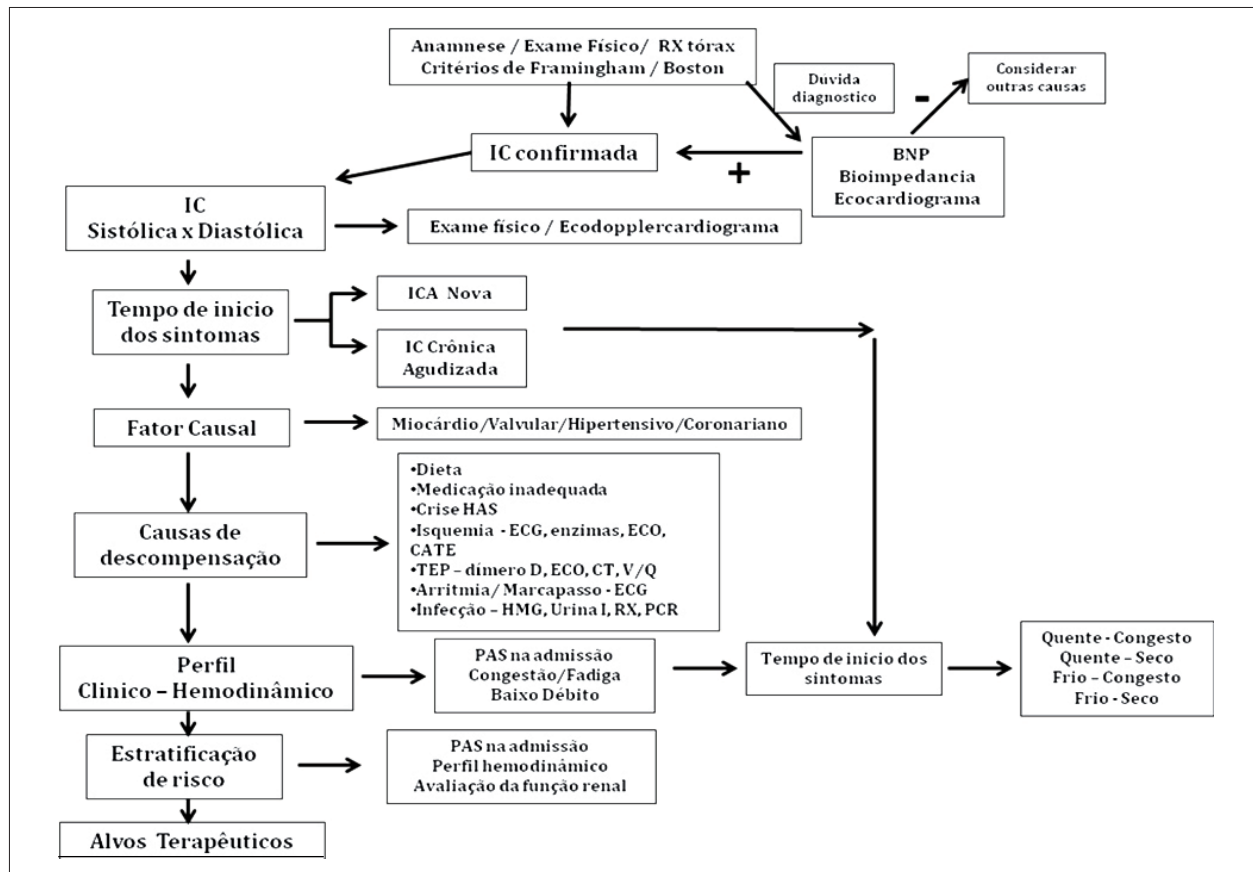 Anamnese / Exame Físico/ RX tórax
Critérios de Framingham / Boston
Dúvida
diagnostico
-
Considerar
outras causas
IC confirmada
+
BNP
Bioimpedancia
Ecocardiograma
IC
Sistólica x Diastólica
Exame físico / Ecodopplercardiograma
Tempo de inicio
dos sintomas
ICA Nova
IC Crônica
Agudizada
Fator Causal
Miocárdio/Valvular/Hipertensivo/Coronariano
Causas de
descompensação
•Dieta
•Medicação inadequada
•Crise HAS
•Isquemia - ECG, enzimas, ECO,
CATE
•TEP – dímero D, ECO, CT, V/Q
•Arritmia/ Marcapasso - ECG
•Infecção – HMG, Urina I, RX, PCR
Perfil
Clinico – Hemodinâmico
PAS na admissão
Congestão/Fadiga
Baixo Débito
Tempo de inicio dos
sintomas
Quente - Congesto
Quente – Seco
Frio – Congesto
Frio - Seco
Estratificação
de risco
PAS na admissão
Perfil hemodinâmico
Avaliação da função renal
Alvos Terapêuticos